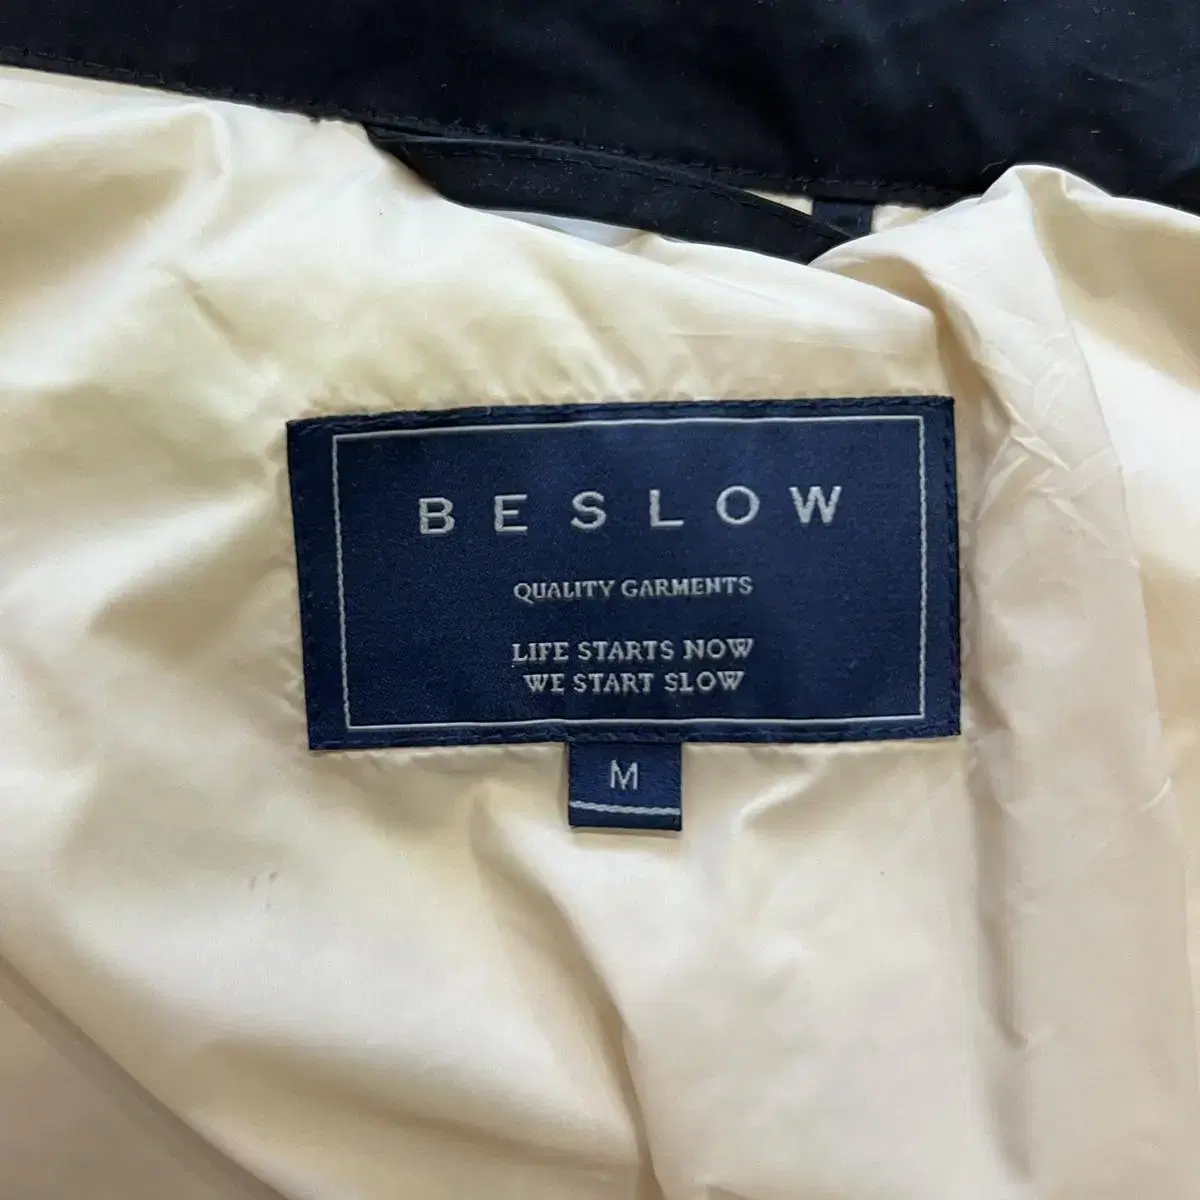 BESLOW
QUALITY GARMENTS
LIFE STARTS NOW
WE START SLOW
M